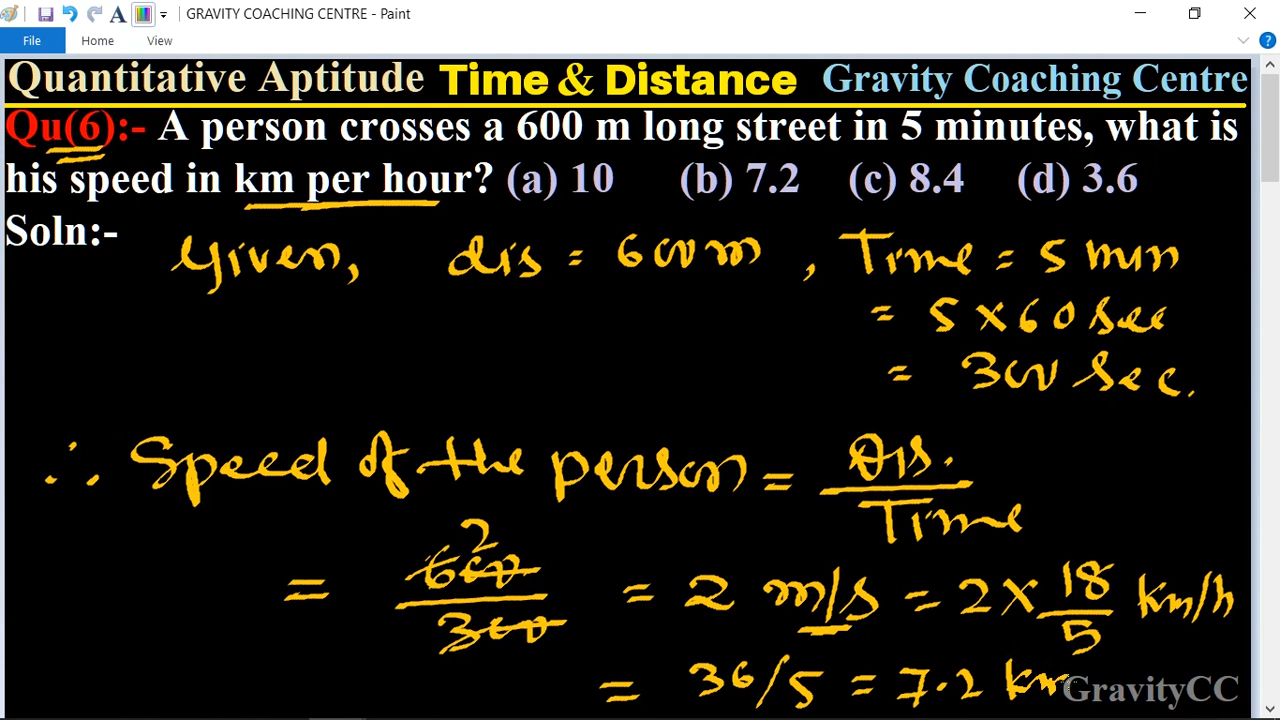 GRAVITY COACHING CENTRE - Paint
File Home View
Quantitative Aptitude Time & Distance Gravity Coaching Centre
Qu(6):- A person crosses a 600 m long street in 5 minutes, what is
his speed in km per hour? (a) 10 (b) 7.2 (c) 8.4 (d) 3.6
Soln:-
Given, dis = 600m, Time = 5 min
= 5 × 60 sec
= 300 sec.
∴ Speed of the person = Dis. / Time
= 600 / 300 2 = 2 m/s = 2 × 18/5 km/h
= 36/5 = 7.2 km
GravityCC